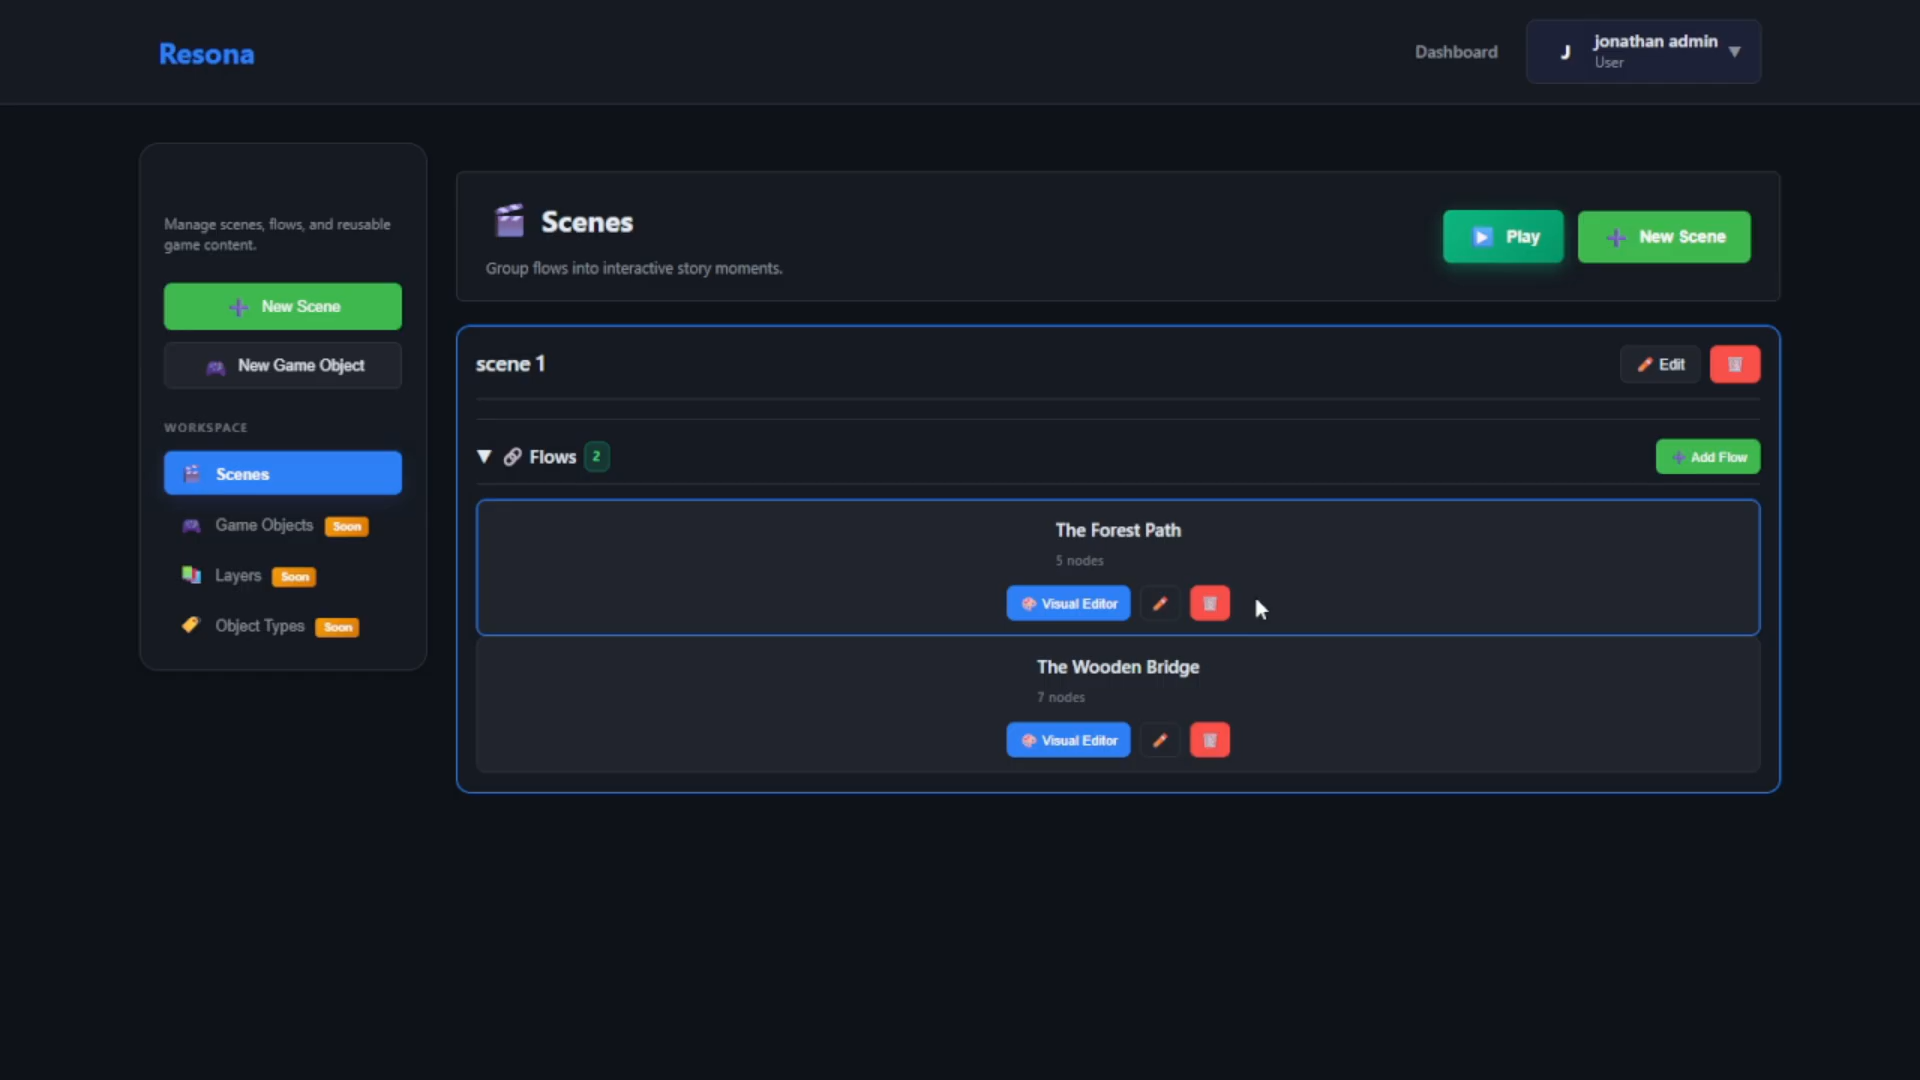 Resona
Dashboard
J
jonathan admin
User
Manage scenes, flows, and reusable
game content.
New Scene
New Game Object
WORKSPACE
Scenes
Game Objects Soon
Layers Soon
Object Types Soon
Scenes
Group flows into interactive story moments.
Play
New Scene
scene 1
Edit
Flows 2
Add Flow
The Forest Path
5 nodes
Visual Editor
The Wooden Bridge
7 nodes
Visual Editor